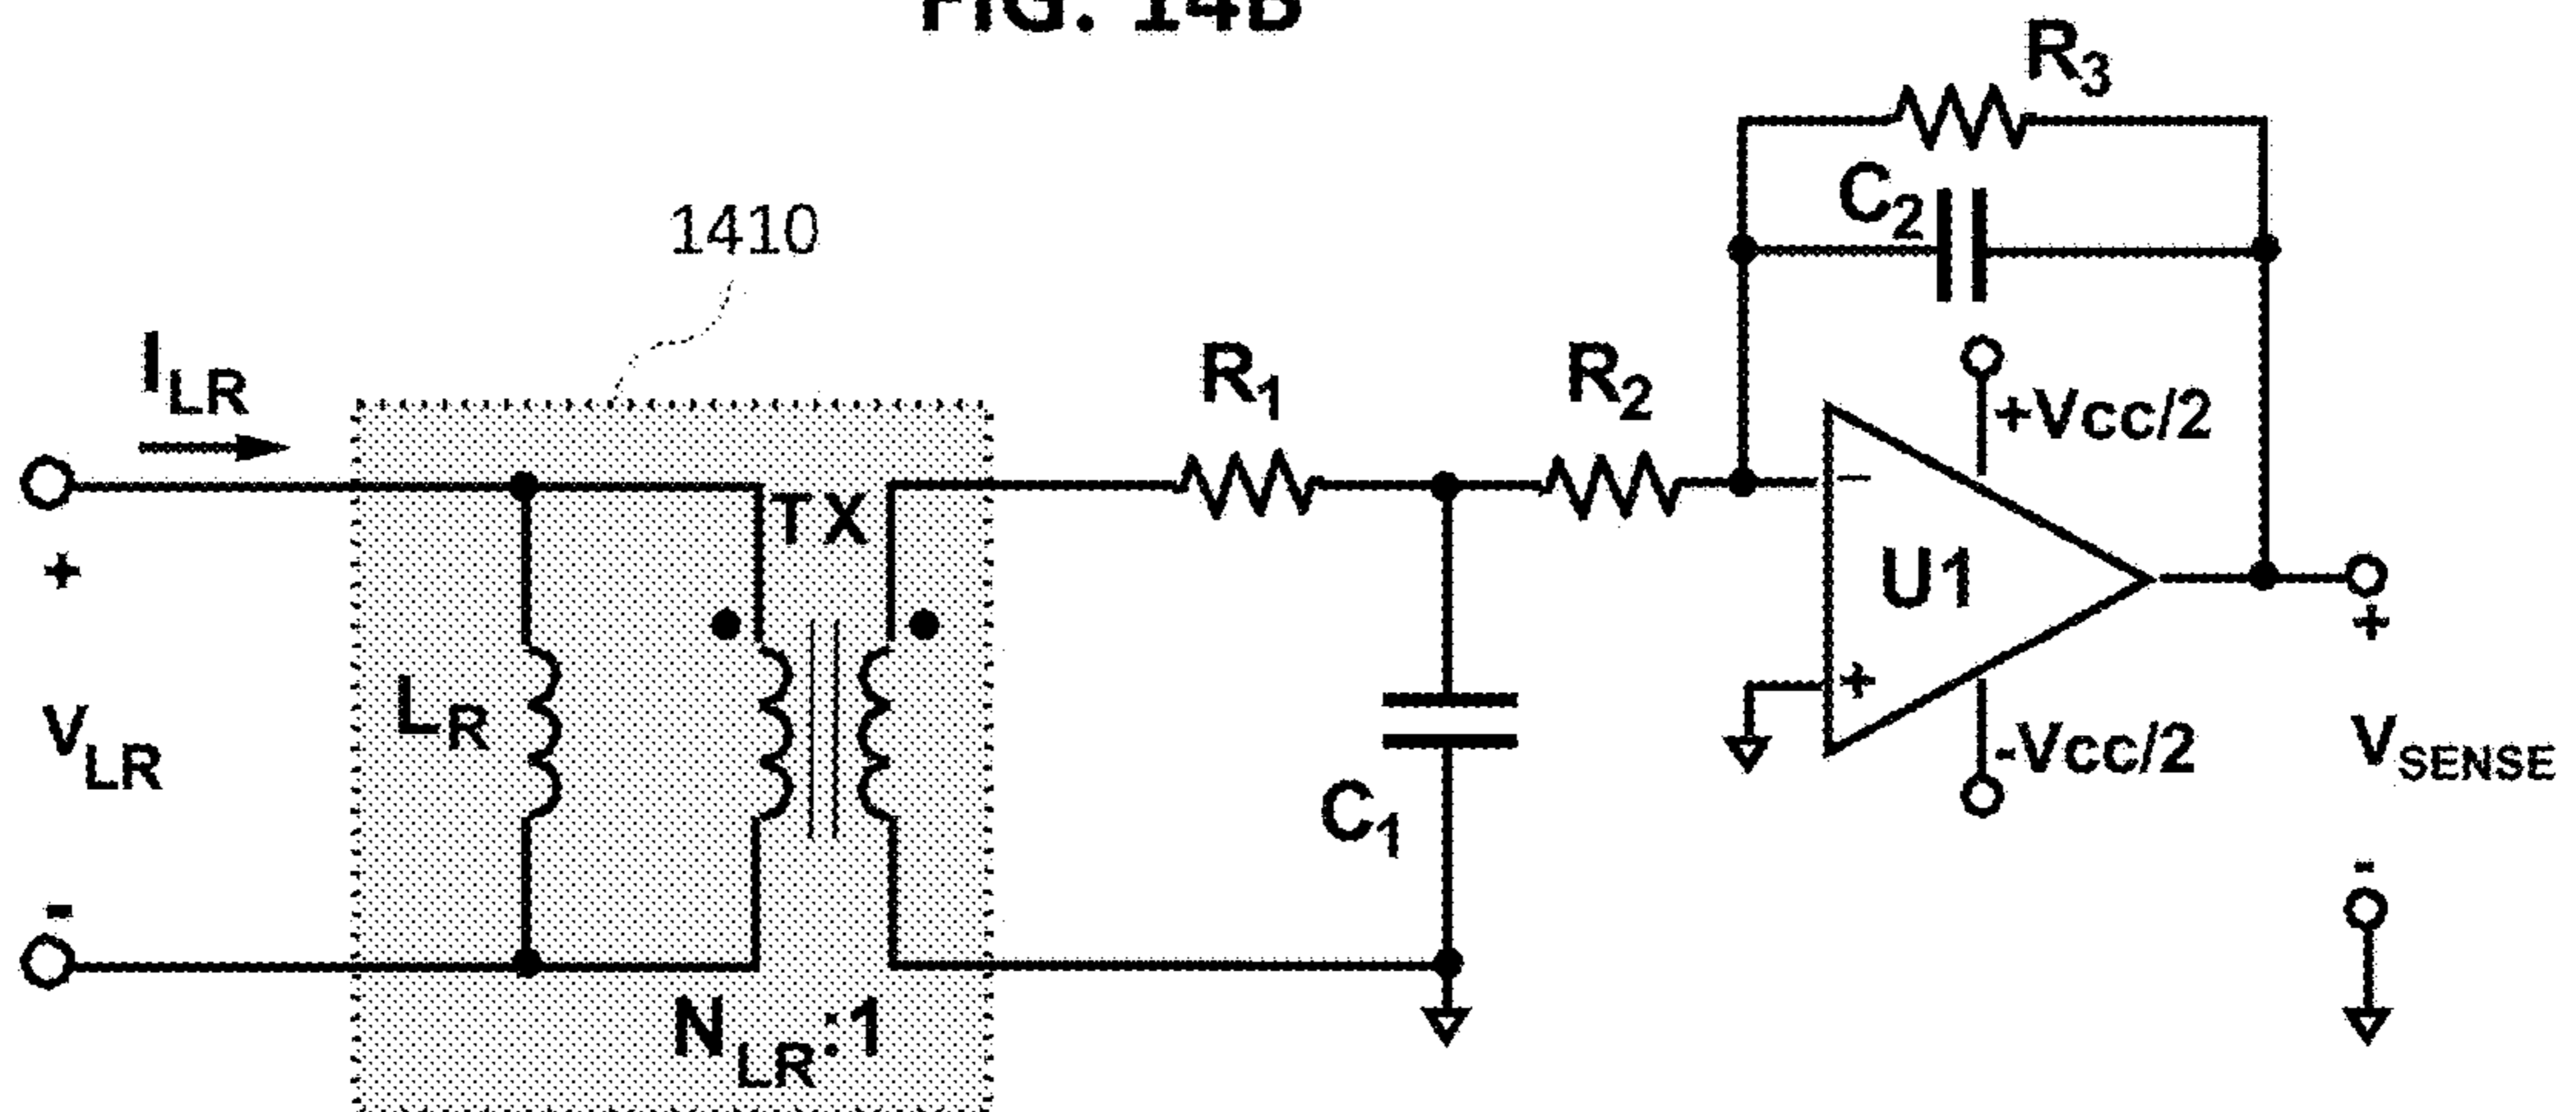 FIG. 14B
R3
C2
1410
ILR
R1
R2
+Vcc/2
TX
−
+
U1
+
LR
VLR
+
-Vcc/2
VSENSE
C1
-
-
NLR:1